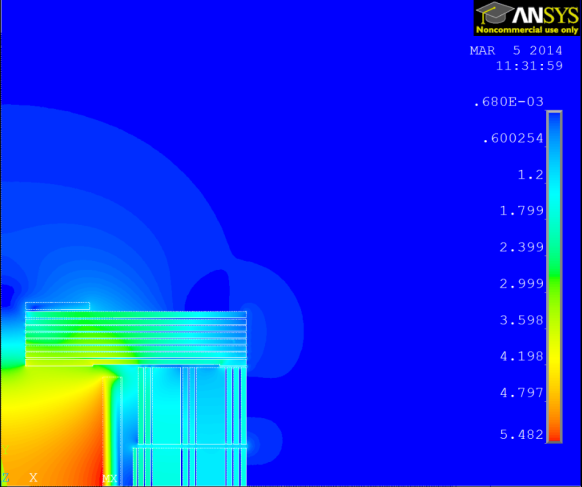 ANSYS
Noncommercial use only
MAR 5 2014
11:31:59
.680E-03
.600254
1.2
1.799
2.399
2.999
3.598
4.198
4.797
5.482
Z X MX